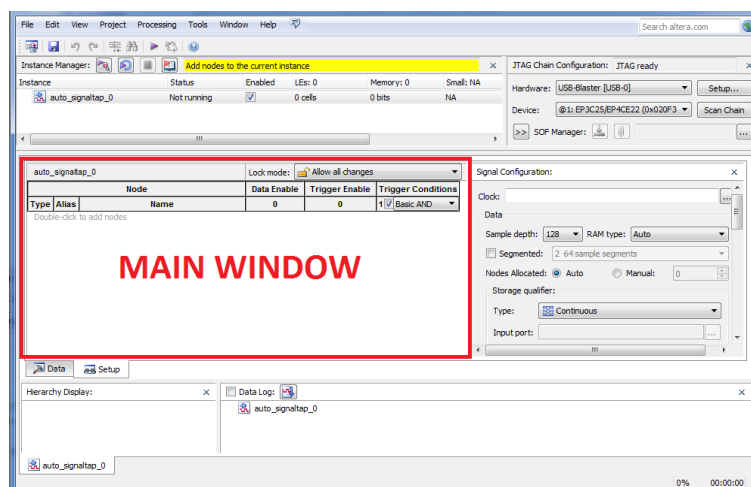 File Edit View Project Processing Tools Window Help
Search altera.com
Instance Manager: Add nodes to the current instance
Instance Status Enabled LEs: 0 Memory: 0 Small: NA
auto_signaltap_0 Not running 0 cells 0 bits NA
JTAG Chain Configuration: JTAG ready
Hardware: USB-Blaster [USB-0] Setup...
Device: @1: EP3C25/EP4CE22 (0x020F3 Scan Chain
>> SOF Manager: ...
auto_signaltap_0 Lock mode: Allow all changes
Node Data Enable Trigger Enable Trigger Conditions
Type Alias Name 0 0 1 Basic AND
Double-click to add nodes
MAIN WINDOW
Signal Configuration:
Clock: ...
Data
Sample depth: 128 RAM type: Auto
Segmented: 2 64 sample segments
Nodes Allocated: Auto Manual: 0
Storage qualifier:
Type: Continuous
Input port: ...
Data Setup
Hierarchy Display:
Data Log:
auto_signaltap_0
auto_signaltap_0
0% 00:00:00